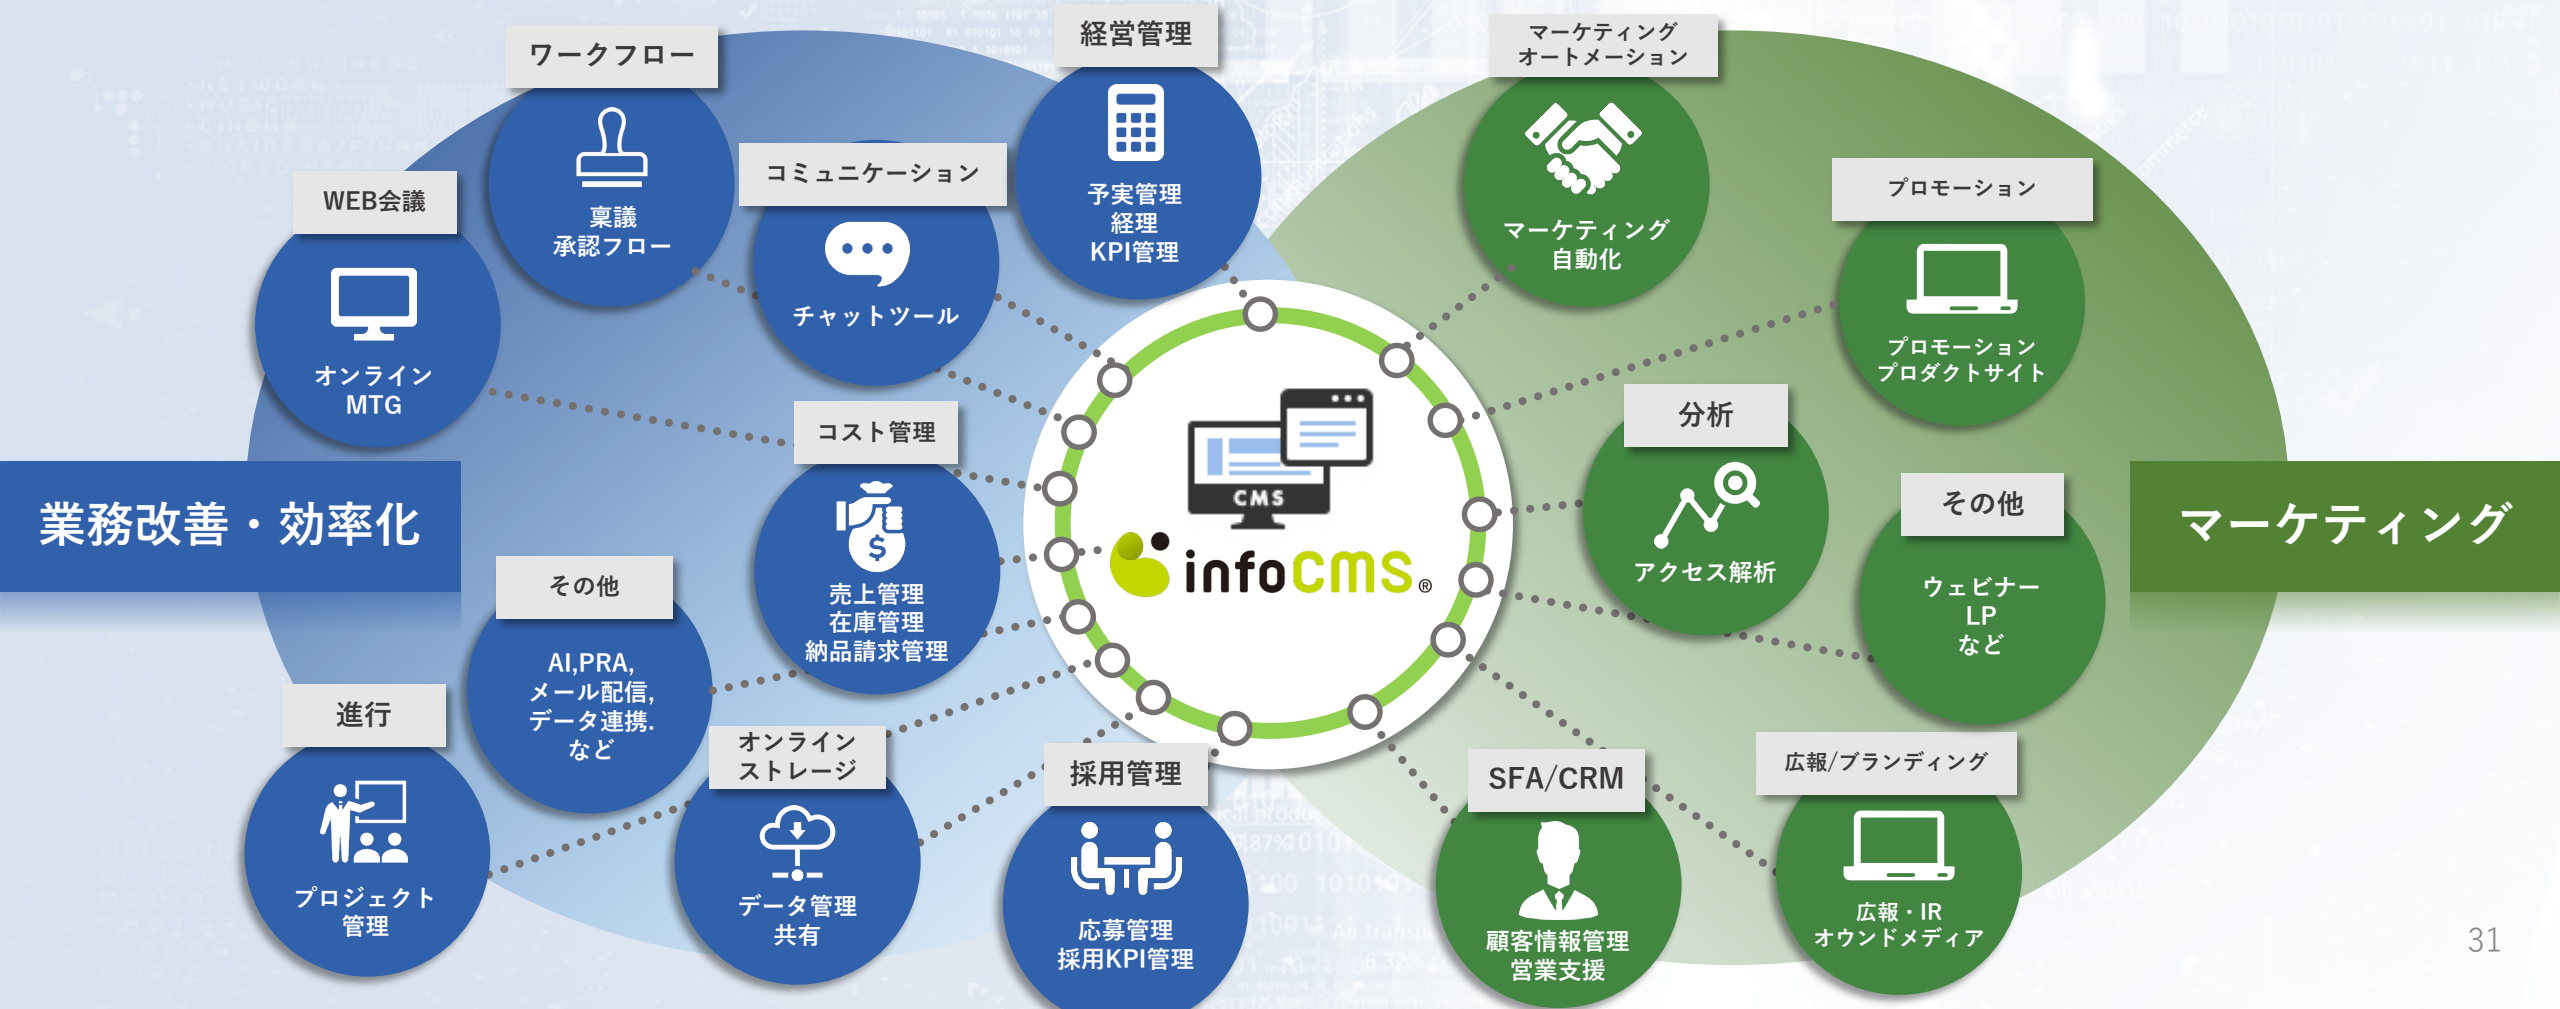 ワークフロー
稟議
承認フロー
経営管理
予実管理
経理
KPI管理
マーケティング
オートメーション
マーケティング
自動化
WEB会議
オンライン
MTG
コミュニケーション
チャットツール
プロモーション
プロモーション
プロダクトサイト
コスト管理
売上管理
在庫管理
納品請求管理
分析
アクセス解析
業務改善・効率化
CMS
infoCMS®
その他
ウェビナー
LP
など
マーケティング
その他
AI,PRA,
メール配信,
データ連携.
など
進行
プロジェクト
管理
オンライン
ストレージ
データ管理
共有
採用管理
応募管理
採用KPI管理
SFA/CRM
顧客情報管理
営業支援
広報/ブランディング
広報・IR
オウンドメディア
31